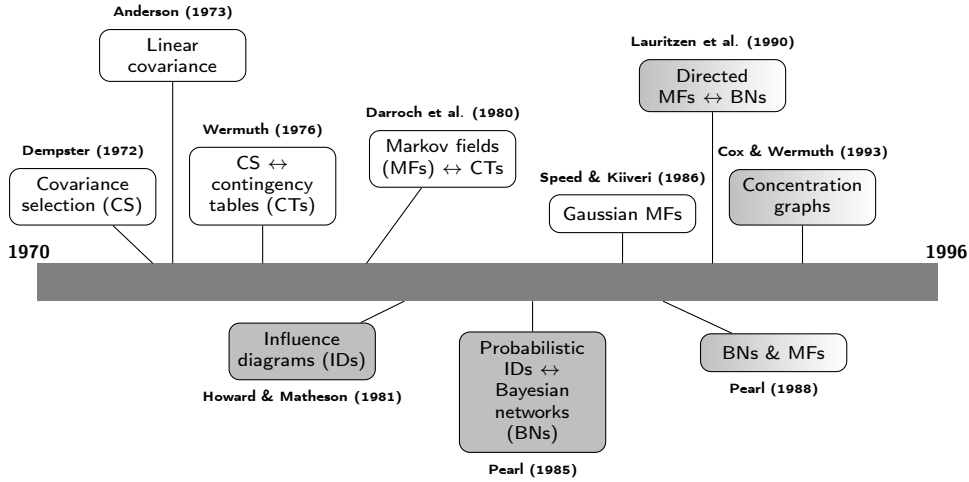 Anderson (1973)
Linear
covariance
Lauritzen et al. (1990)
Directed
MFs ↔ BNs
Darroch et al. (1980)
Markov fields
(MFs) ↔ CTs
Wermuth (1976)
CS ↔
contingency
tables (CTs)
Dempster (1972)
Covariance
selection (CS)
Speed & Kiiveri (1986)
Gaussian MFs
Cox & Wermuth (1993)
Concentration
graphs
1970
1996
Influence
diagrams (IDs)
Howard & Matheson (1981)
Probabilistic
IDs ↔
Bayesian
networks
(BNs)
Pearl (1985)
BNs & MFs
Pearl (1988)